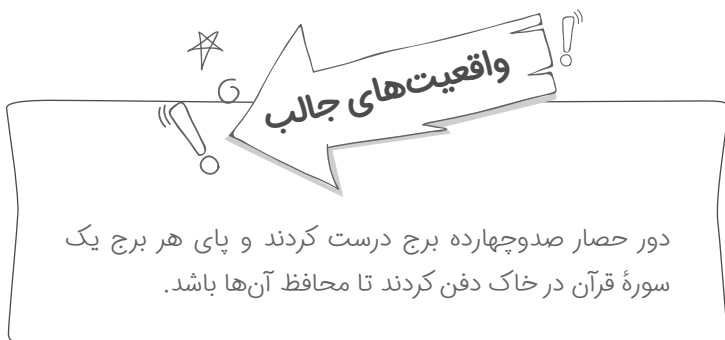 واقعیت‌های جالب
دور حصار صدوچهارده برج درست کردند و پای هر برج یک
سورهٔ قرآن در خاک دفن کردند تا محافظ آن‌ها باشد.